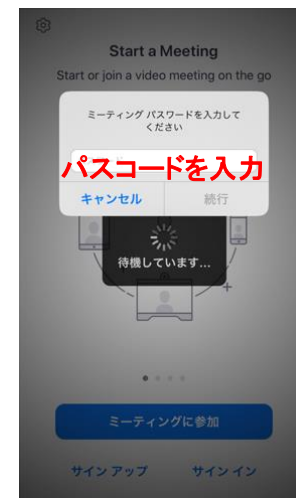 Start a Meeting
Start or join a video meeting on the go
ミーティング パスワードを入力して
ください
パスコードを入力
キャンセル 続行
待機しています...
ミーティングに参加
サインアップ サインイン